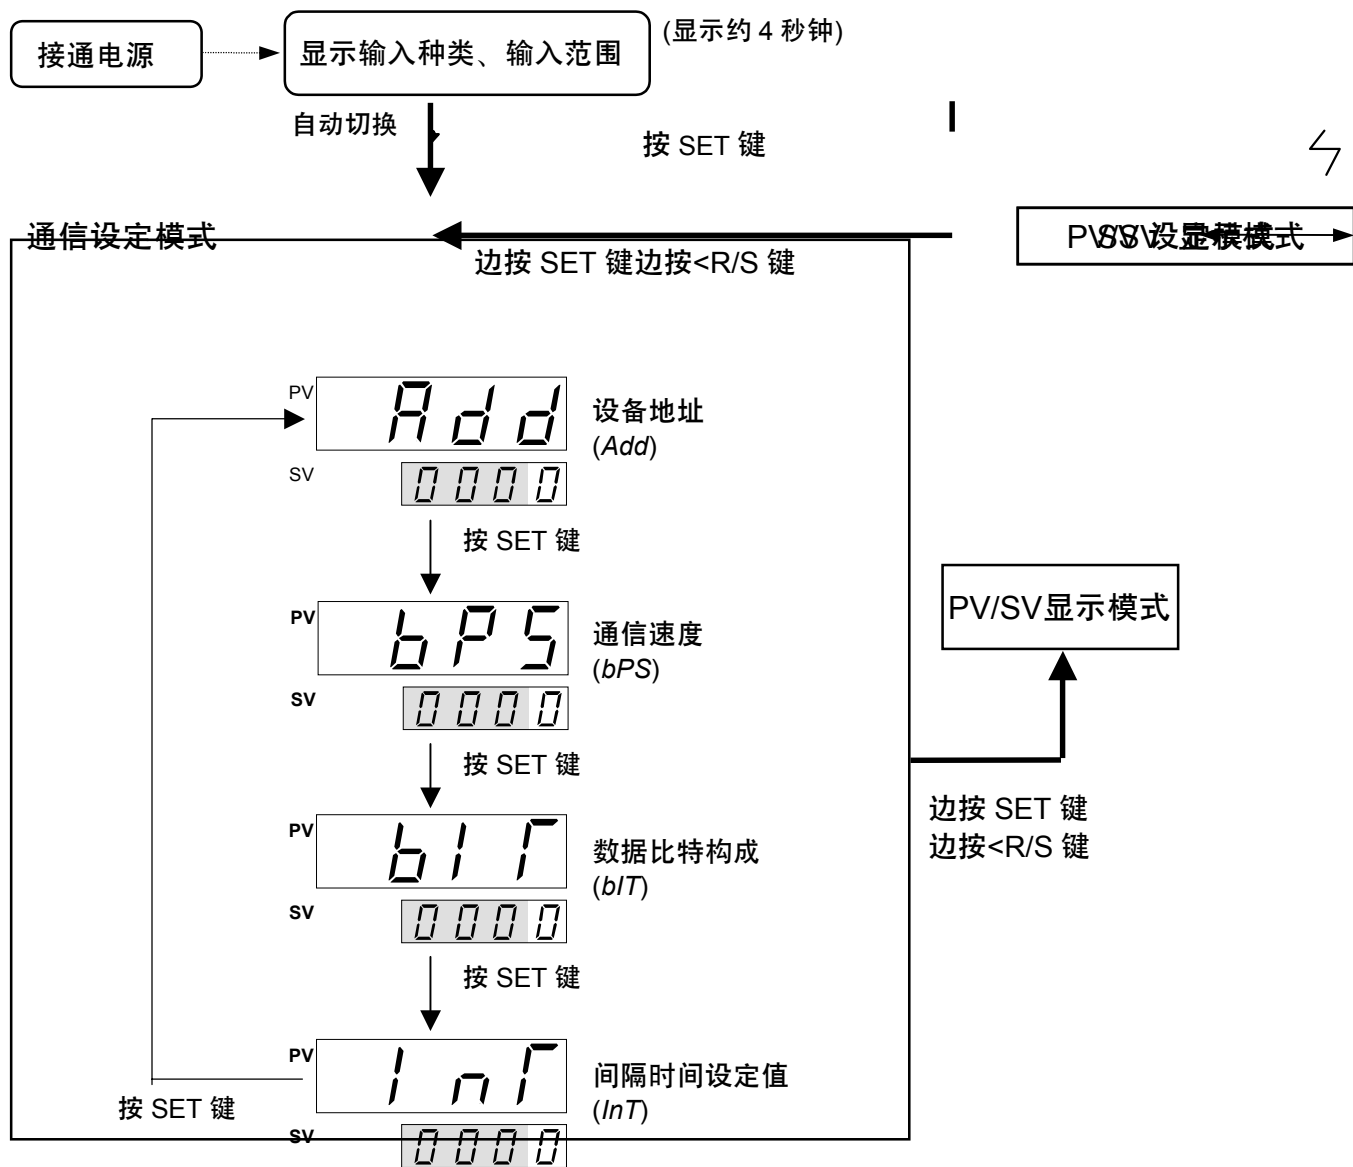 接通电源
显示输入种类、输入范围
(显示约 4 秒钟)
自动切换
按 SET 键
通信设定模式
边按 SET 键边按<R/S 键
PV
Add
设备地址
(Add)
SV
0000
按 SET 键
PV
bPS
通信速度
(bPS)
SV
0000
PV/SV显示模式
按 SET 键
边按 SET 键
边按<R/S 键
PV
bIT
数据比特构成
(bIT)
SV
0000
按 SET 键
PV
InT
间隔时间设定值
(InT)
按 SET 键
SV
0000